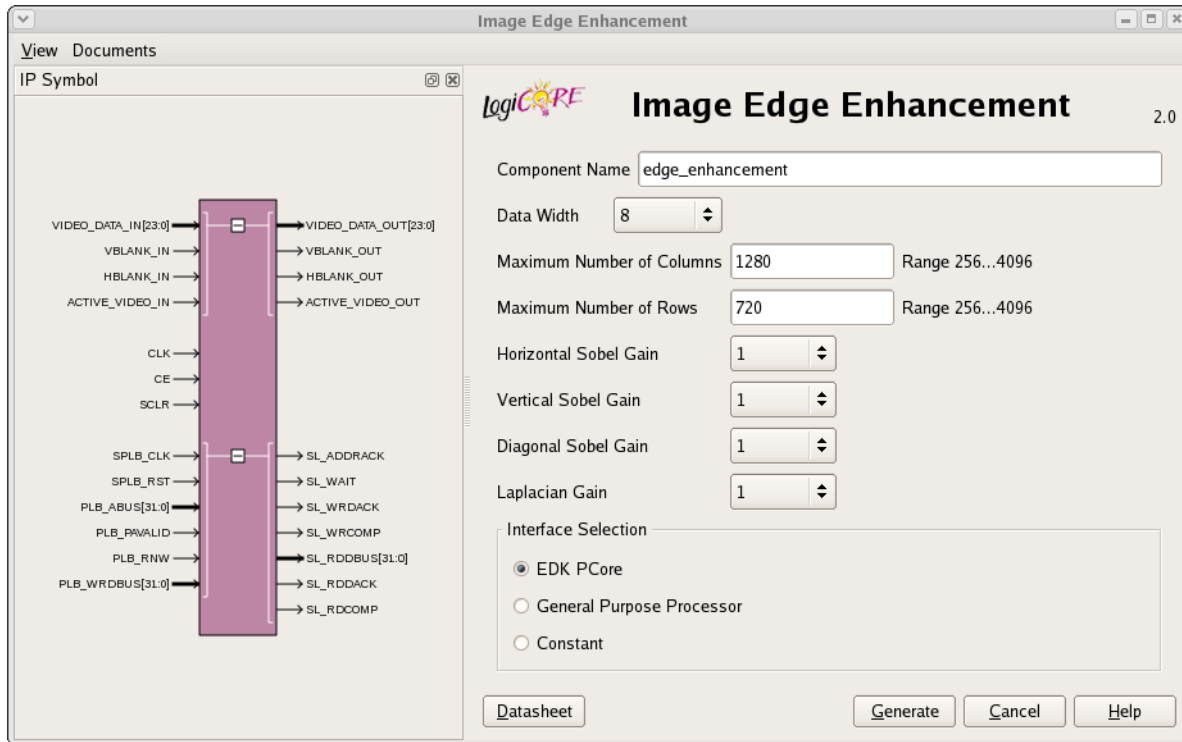 Image Edge Enhancement
View Documents
IP Symbol
VIDEO_DATA_IN[23:0]
VBLANK_IN
HBLANK_IN
ACTIVE_VIDEO_IN
CLK
CE
SCLR
SPLB_CLK
SPLB_RST
PLB_ABUS[31:0]
PLB_PAVALID
PLB_RNW
PLB_WRDBUS[31:0]
VIDEO_DATA_OUT[23:0]
VBLANK_OUT
HBLANK_OUT
ACTIVE_VIDEO_OUT
SL_ADDRACK
SL_WAIT
SL_WRDACK
SL_WRCOMP
SL_RDDBUS[31:0]
SL_RDDACK
SL_RDCOMP
LogiCORE
Image Edge Enhancement
2.0
Component Name edge_enhancement
Data Width 8
Maximum Number of Columns 1280 Range 256...4096
Maximum Number of Rows 720 Range 256...4096
Horizontal Sobel Gain 1
Vertical Sobel Gain 1
Diagonal Sobel Gain 1
Laplacian Gain 1
Interface Selection
EDK PCore
General Purpose Processor
Constant
Datasheet Generate Cancel Help